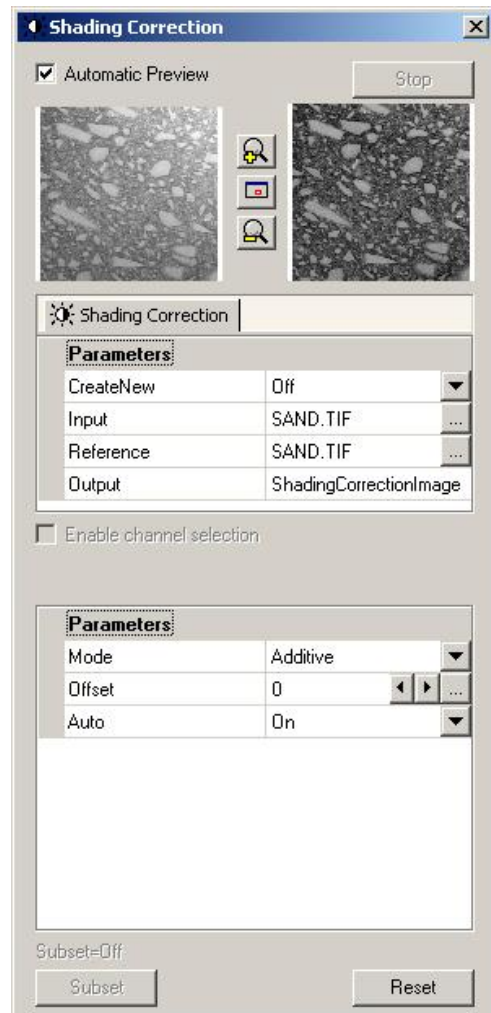 Shading Correction
Automatic Preview
Stop
Shading Correction
Parameters
CreateNew Off
Input SAND.TIF ...
Reference SAND.TIF ...
Output ShadingCorrectionImage
Enable channel selection
Parameters
Mode Additive
Offset 0 ...
Auto On
Subset=Off
Subset Reset